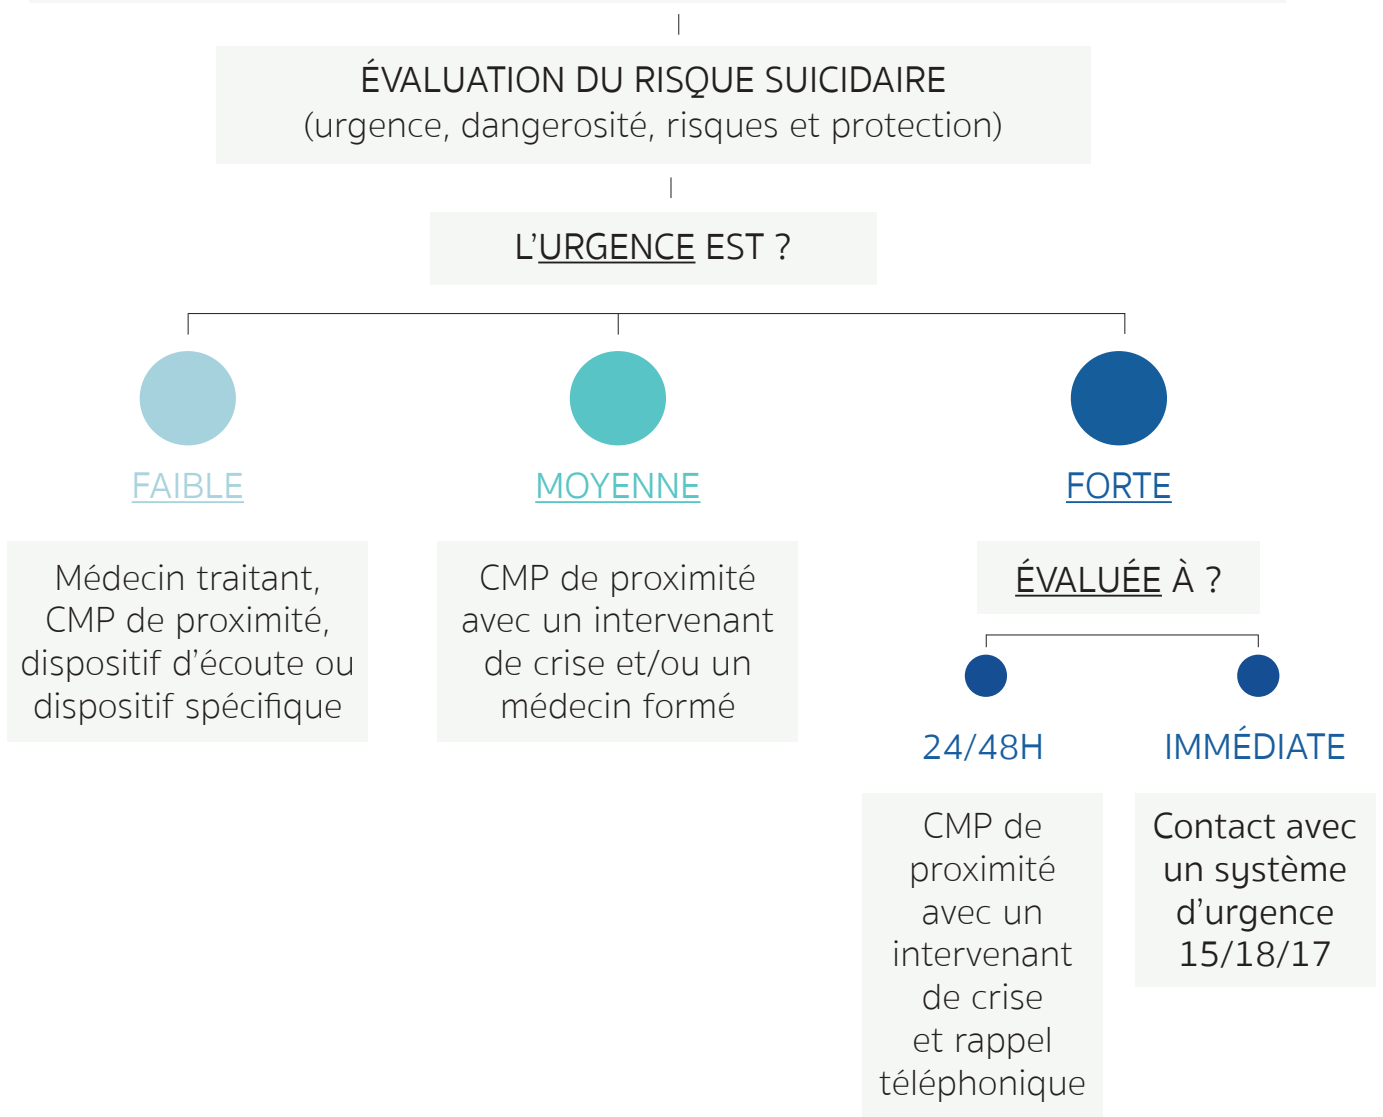 ÉVALUATION DU RISQUE SUICIDAIRE
(urgence, dangerosité, risques et protection)
L’URGENCE EST ?
FAIBLE
Médecin traitant,
CMP de proximité,
dispositif d’écoute ou
dispositif spécifique
MOYENNE
CMP de proximité
avec un intervenant
de crise et/ou un
médecin formé
FORTE
ÉVALUÉE À ?
24/48H
CMP de
proximité
avec un
intervenant
de crise
et rappel
téléphonique
IMMÉDIATE
Contact avec
un système
d’urgence
15/18/17